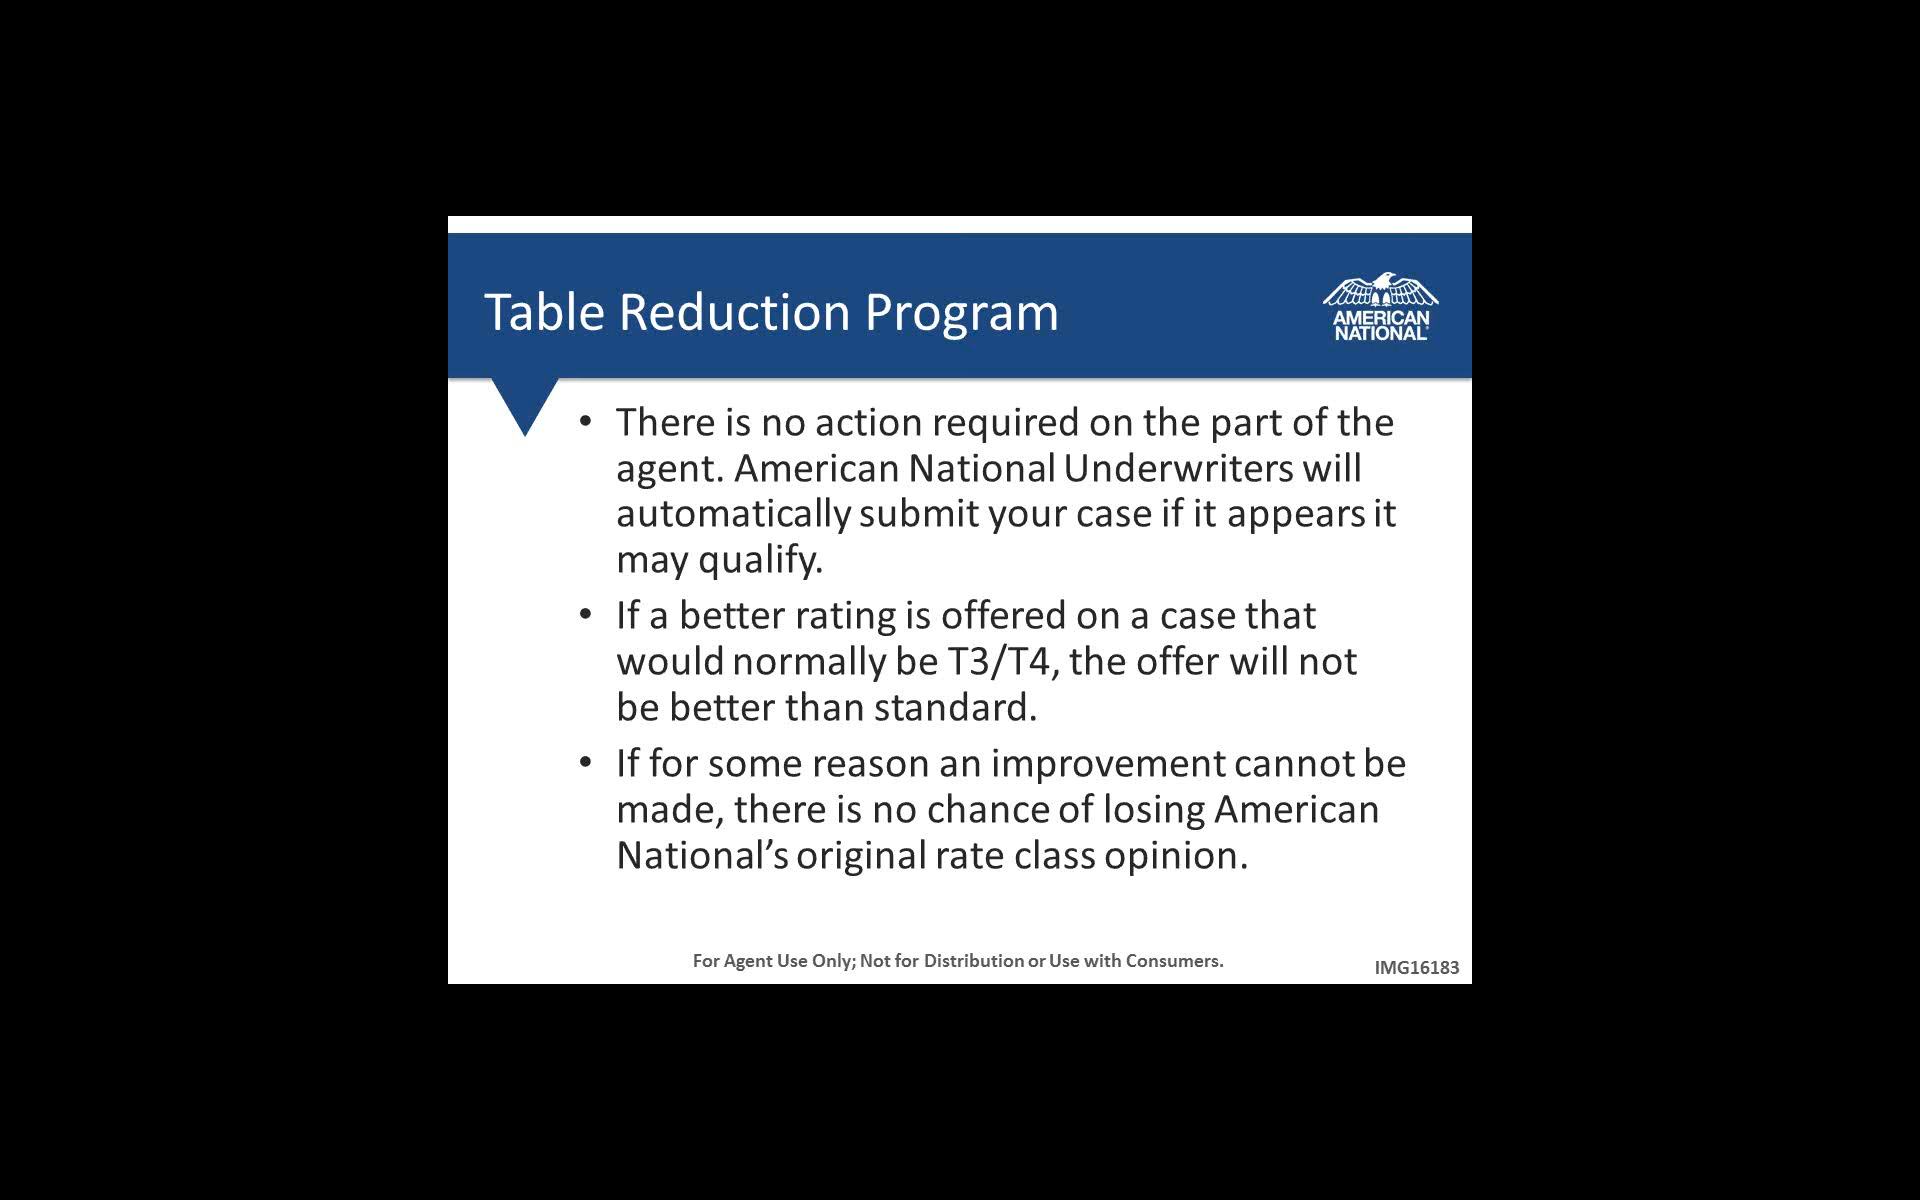 Table Reduction Program
AMERICAN
NATIONAL
• There is no action required on the part of the
agent. American National Underwriters will
automatically submit your case if it appears it
may qualify.
• If a better rating is offered on a case that
would normally be T3/T4, the offer will not
be better than standard.
• If for some reason an improvement cannot be
made, there is no chance of losing American
National’s original rate class opinion.
For Agent Use Only; Not for Distribution or Use with Consumers.
IMG16183